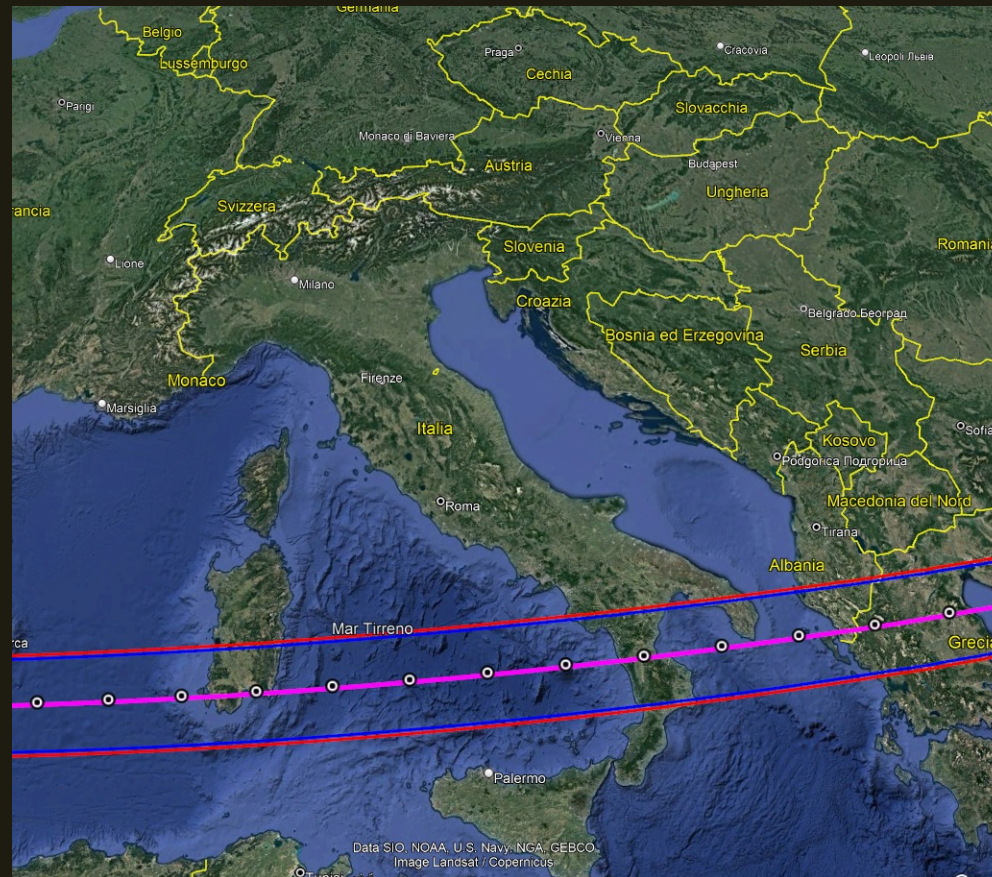 Germania
Belgio
Lussemburgo
Praga
Cracovia
Leopoli Львів
Cechia
Parigi
Slovacchia
Monaco di Baviera
Vienna
Austria
Budapest
Ungheria
rancia
Svizzera
Slovenia
Romania
Lione
Milano
Croazia
Belgrado Београд
Bosnia ed Erzegovina
Serbia
Monaco
Firenze
Marsiglia
Italia
Sofia
Kosovo
Podgorica Подгорица
Roma
Macedonia del Nord
Tirana
Albania
Mar Tirreno
rca
Grecia
Palermo
Data SIO, NOAA, U.S. Navy, NGA, GEBCO
Image Landsat / Copernicus